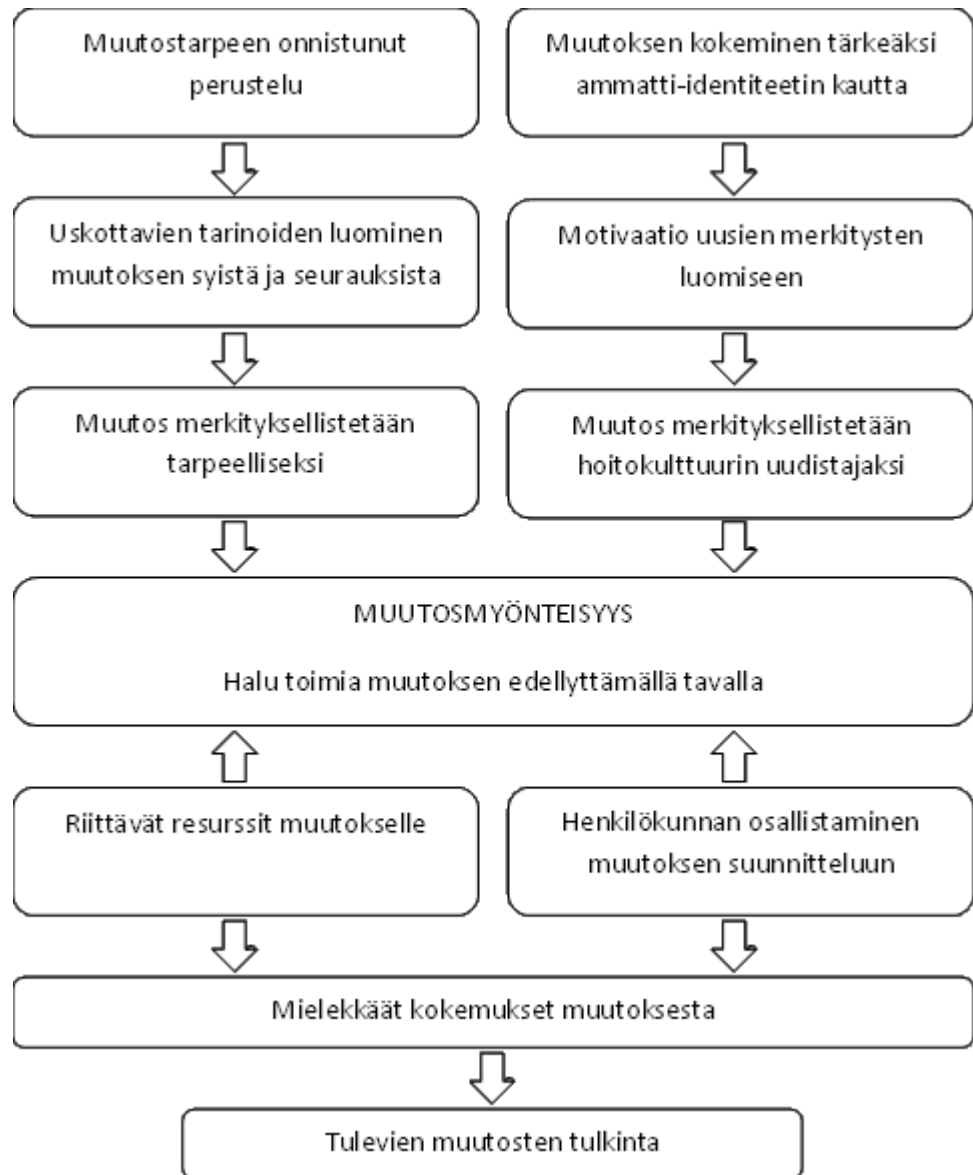 Muutostarpeen onnistunut
perustelu
Muutoksen kokeminen tärkeäksi
ammatti-identiteetin kautta
Uskottavien tarinoiden luominen
muutoksen syistä ja seurauksista
Motivaatio uusien merkitysten
luomiseen
Muutos merkityksellistetään
tarpeelliseksi
Muutos merkityksellistetään
hoitokulttuurin uudistajaksi
MUUTOSMYÖNTEISYYS
Halu toimia muutoksen edellyttämällä tavalla
Riittävät resurssit muutokselle
Henkilökunnan osallistaminen
muutoksen suunnitteluun
Mielekkäät kokemukset muutoksesta
Tulevien muutosten tulkinta